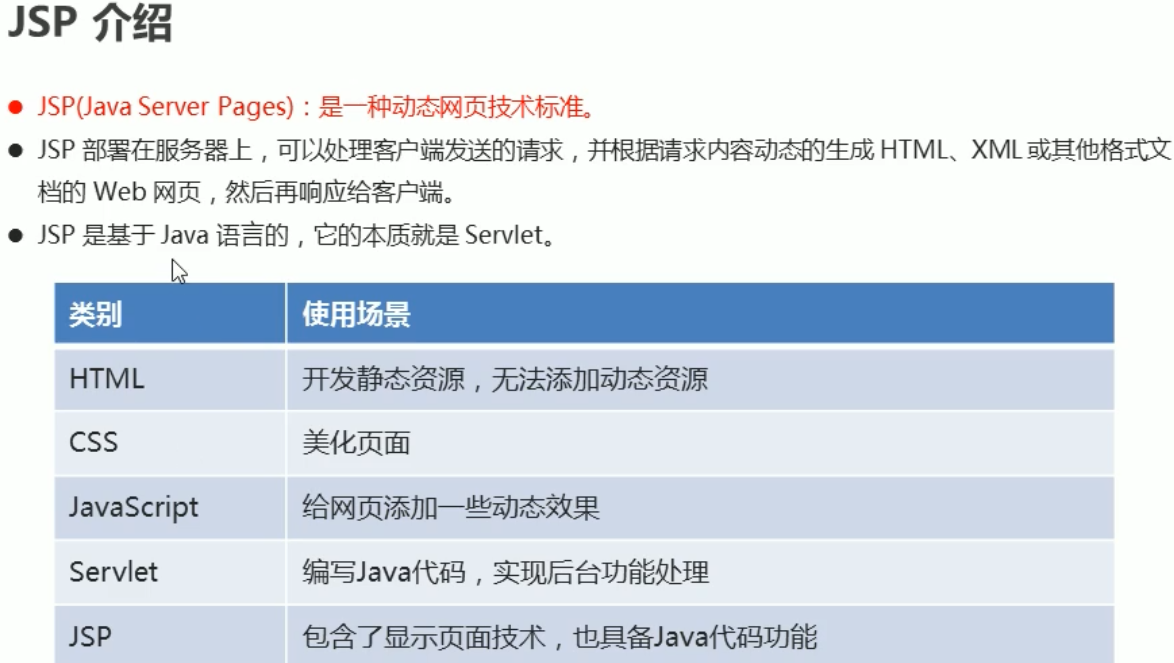 JSP 介绍
JSP(Java Server Pages)：是一种动态网页技术标准。
JSP 部署在服务器上，可以处理客户端发送的请求，并根据请求内容动态的生成 HTML、XML 或其他格式文
档的 Web 网页，然后再响应给客户端。
JSP 是基于 Java 语言的，它的本质就是 Servlet。
类别 使用场景
HTML 开发静态资源，无法添加动态资源
CSS 美化页面
JavaScript 给网页添加一些动态效果
Servlet 编写Java代码，实现后台功能处理
JSP 包含了显示页面技术，也具备Java代码功能